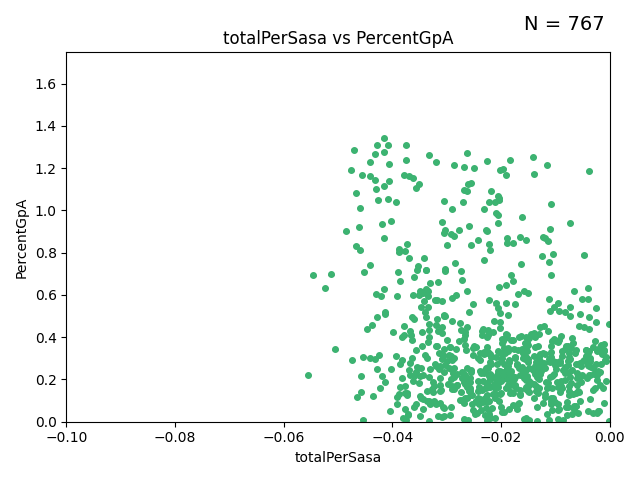 N = 767
totalPerSasa vs PercentGpA
1.6
1.4
1.2
1.0
0.8
0.6
0.4
0.2
0.0
PercentGpA
−0.10 −0.08 −0.06 −0.04 −0.02 0.00
totalPerSasa